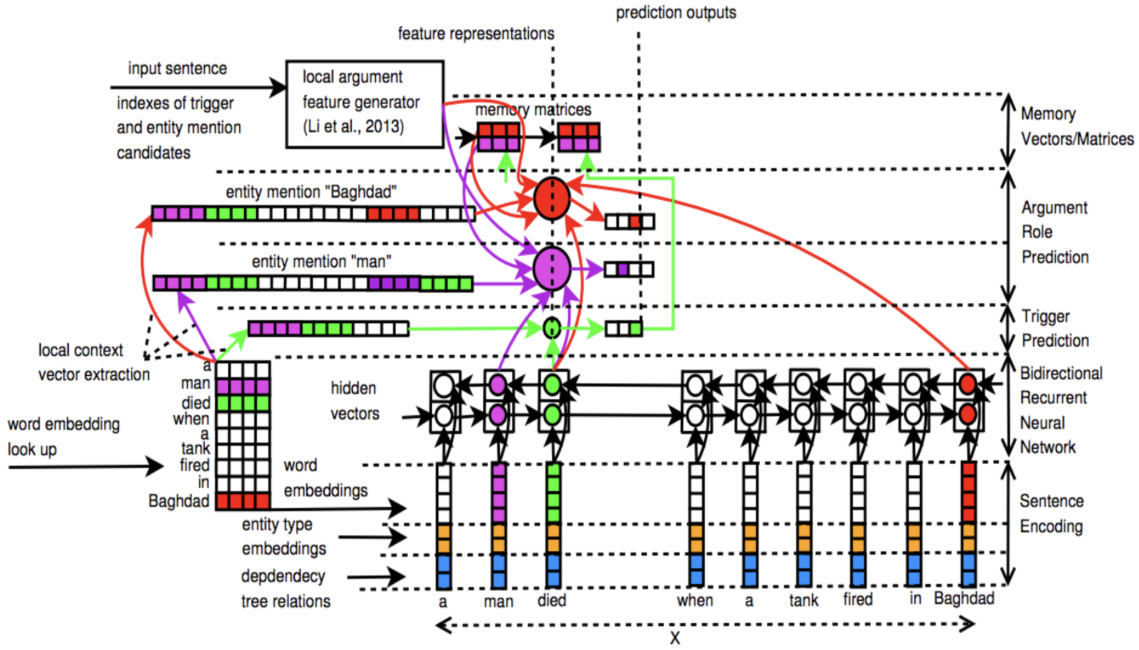 prediction outputs
feature representations
input sentence
indexes of trigger
and entity mention
candidates
local argument
feature generator
(Li et al., 2013)
memory matrices
Memory
Vectors/Matrices
entity mention "Baghdad"
Argument
Role
Prediction
entity mention "man"
Trigger
Prediction
local context
vector extraction
a
man
died
when
a
tank
fired
in
Baghdad
hidden
vectors
Bidirectional
Recurrent
Neural
Network
word embedding
look up
word
embeddings
Sentence
Encoding
entity type
embeddings
depdendecy
tree relations
a man died when a tank fired in Baghdad
X